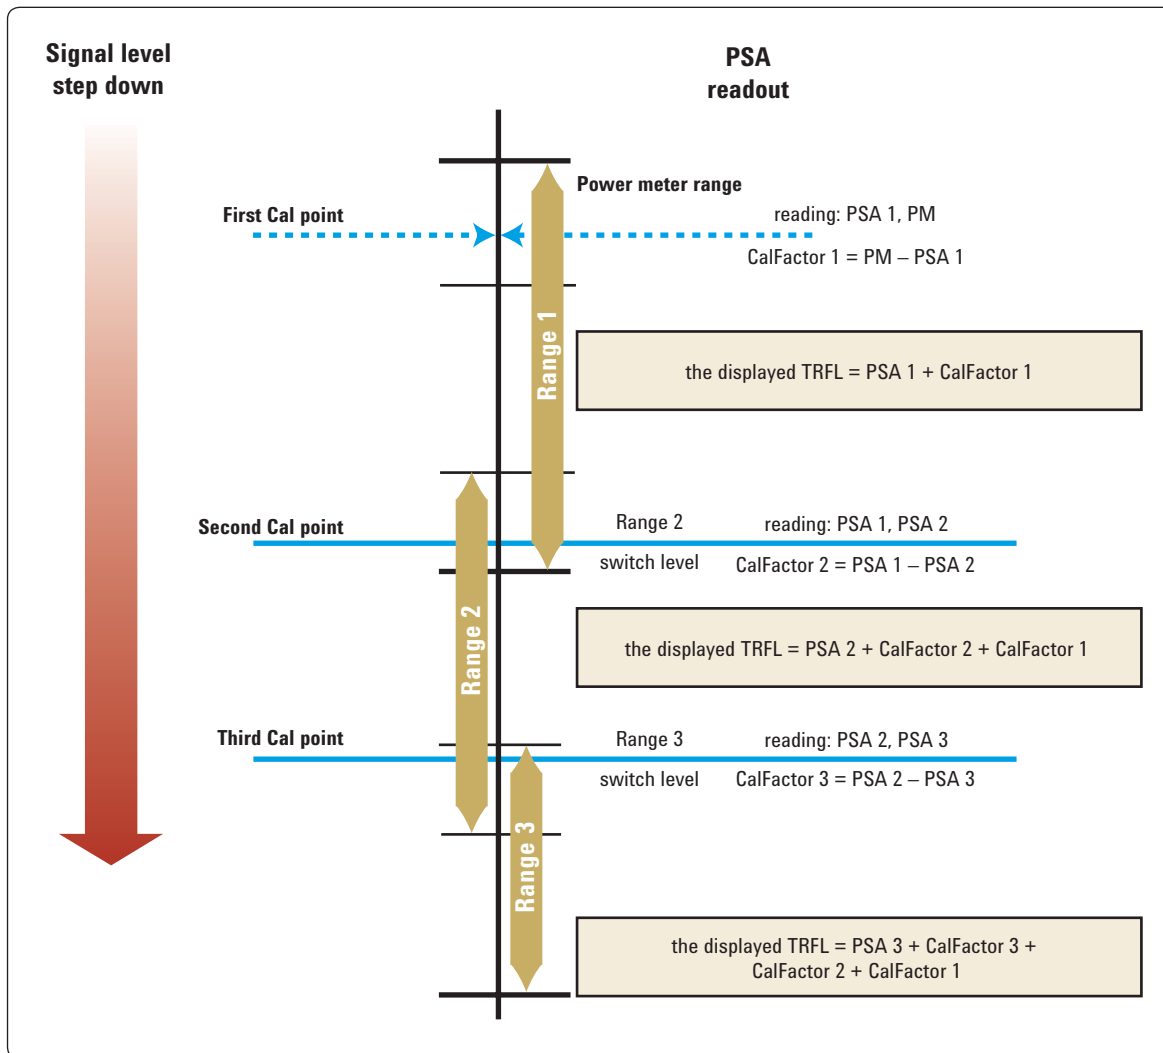 Signal level
step down
PSA
readout
Power meter range
First Cal point
reading: PSA 1, PM
CalFactor 1 = PM – PSA 1
Range 1
the displayed TRFL = PSA 1 + CalFactor 1
Second Cal point
Range 2
reading: PSA 1, PSA 2
switch level
CalFactor 2 = PSA 1 – PSA 2
Range 2
the displayed TRFL = PSA 2 + CalFactor 2 + CalFactor 1
Third Cal point
Range 3
reading: PSA 2, PSA 3
switch level
CalFactor 3 = PSA 2 – PSA 3
Range 3
the displayed TRFL = PSA 3 + CalFactor 3 +
CalFactor 2 + CalFactor 1